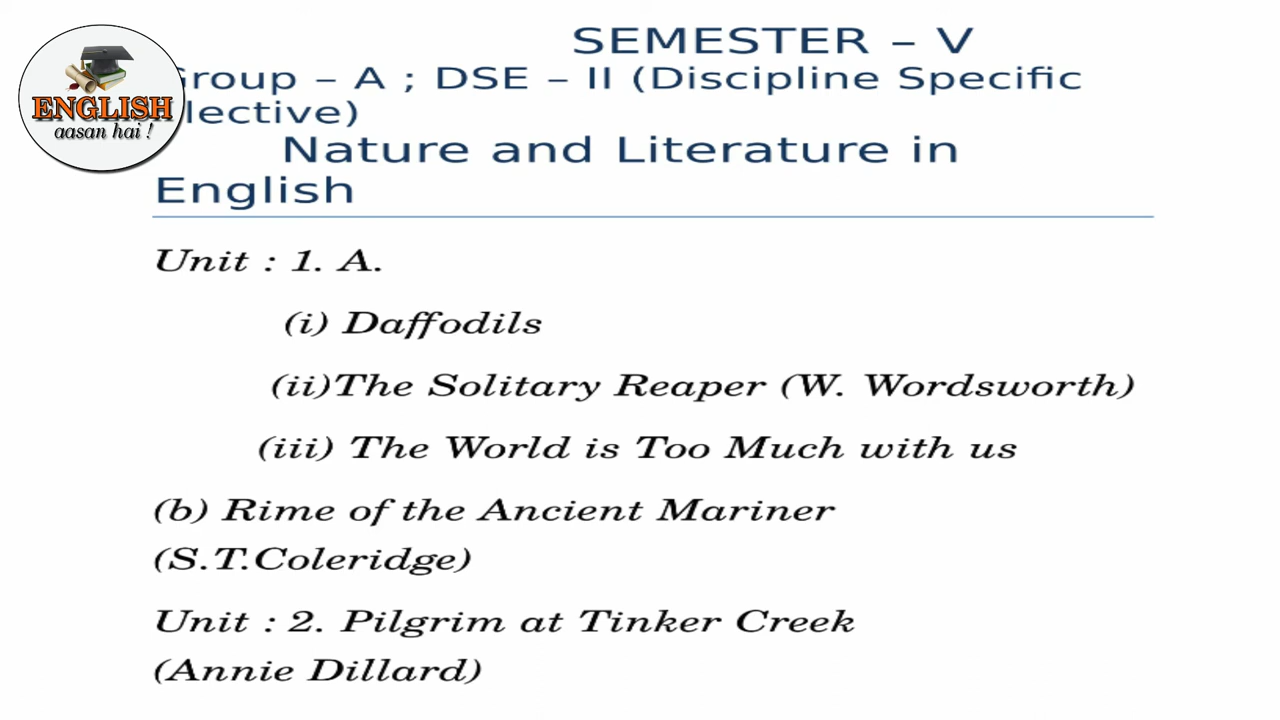 ENGLISH
aasan hai !
SEMESTER – V
Group – A ; DSE – II (Discipline Specific
lective)
Nature and Literature in
English
Unit : 1. A.
(i) Daffodils
(ii)The Solitary Reaper (W. Wordsworth)
(iii) The World is Too Much with us
(b) Rime of the Ancient Mariner
(S.T.Coleridge)
Unit : 2. Pilgrim at Tinker Creek
(Annie Dillard)